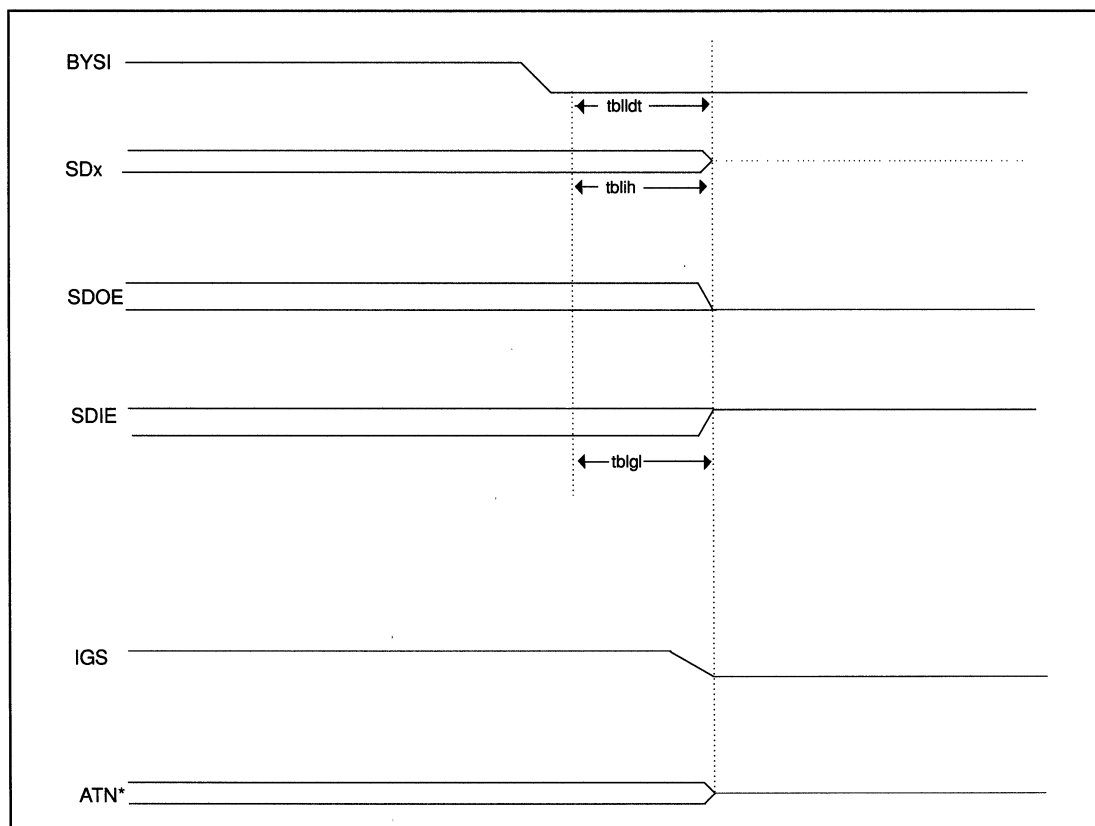 BYSI
tblldt
SDx
tblih
SDOE
SDIE
tblgl
IGS
ATN*